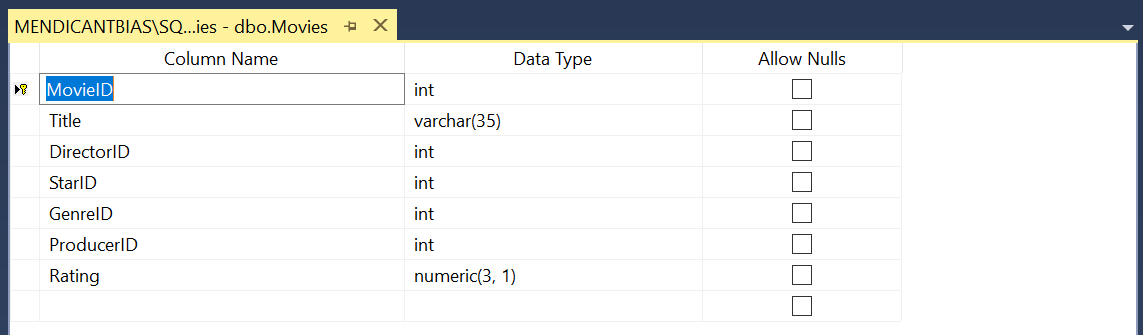 MENDICANTBIAS\SQ...ies - dbo.Movies
Column Name Data Type Allow Nulls
MovieID int
Title varchar(35)
DirectorID int
StarID int
GenreID int
ProducerID int
Rating numeric(3, 1)